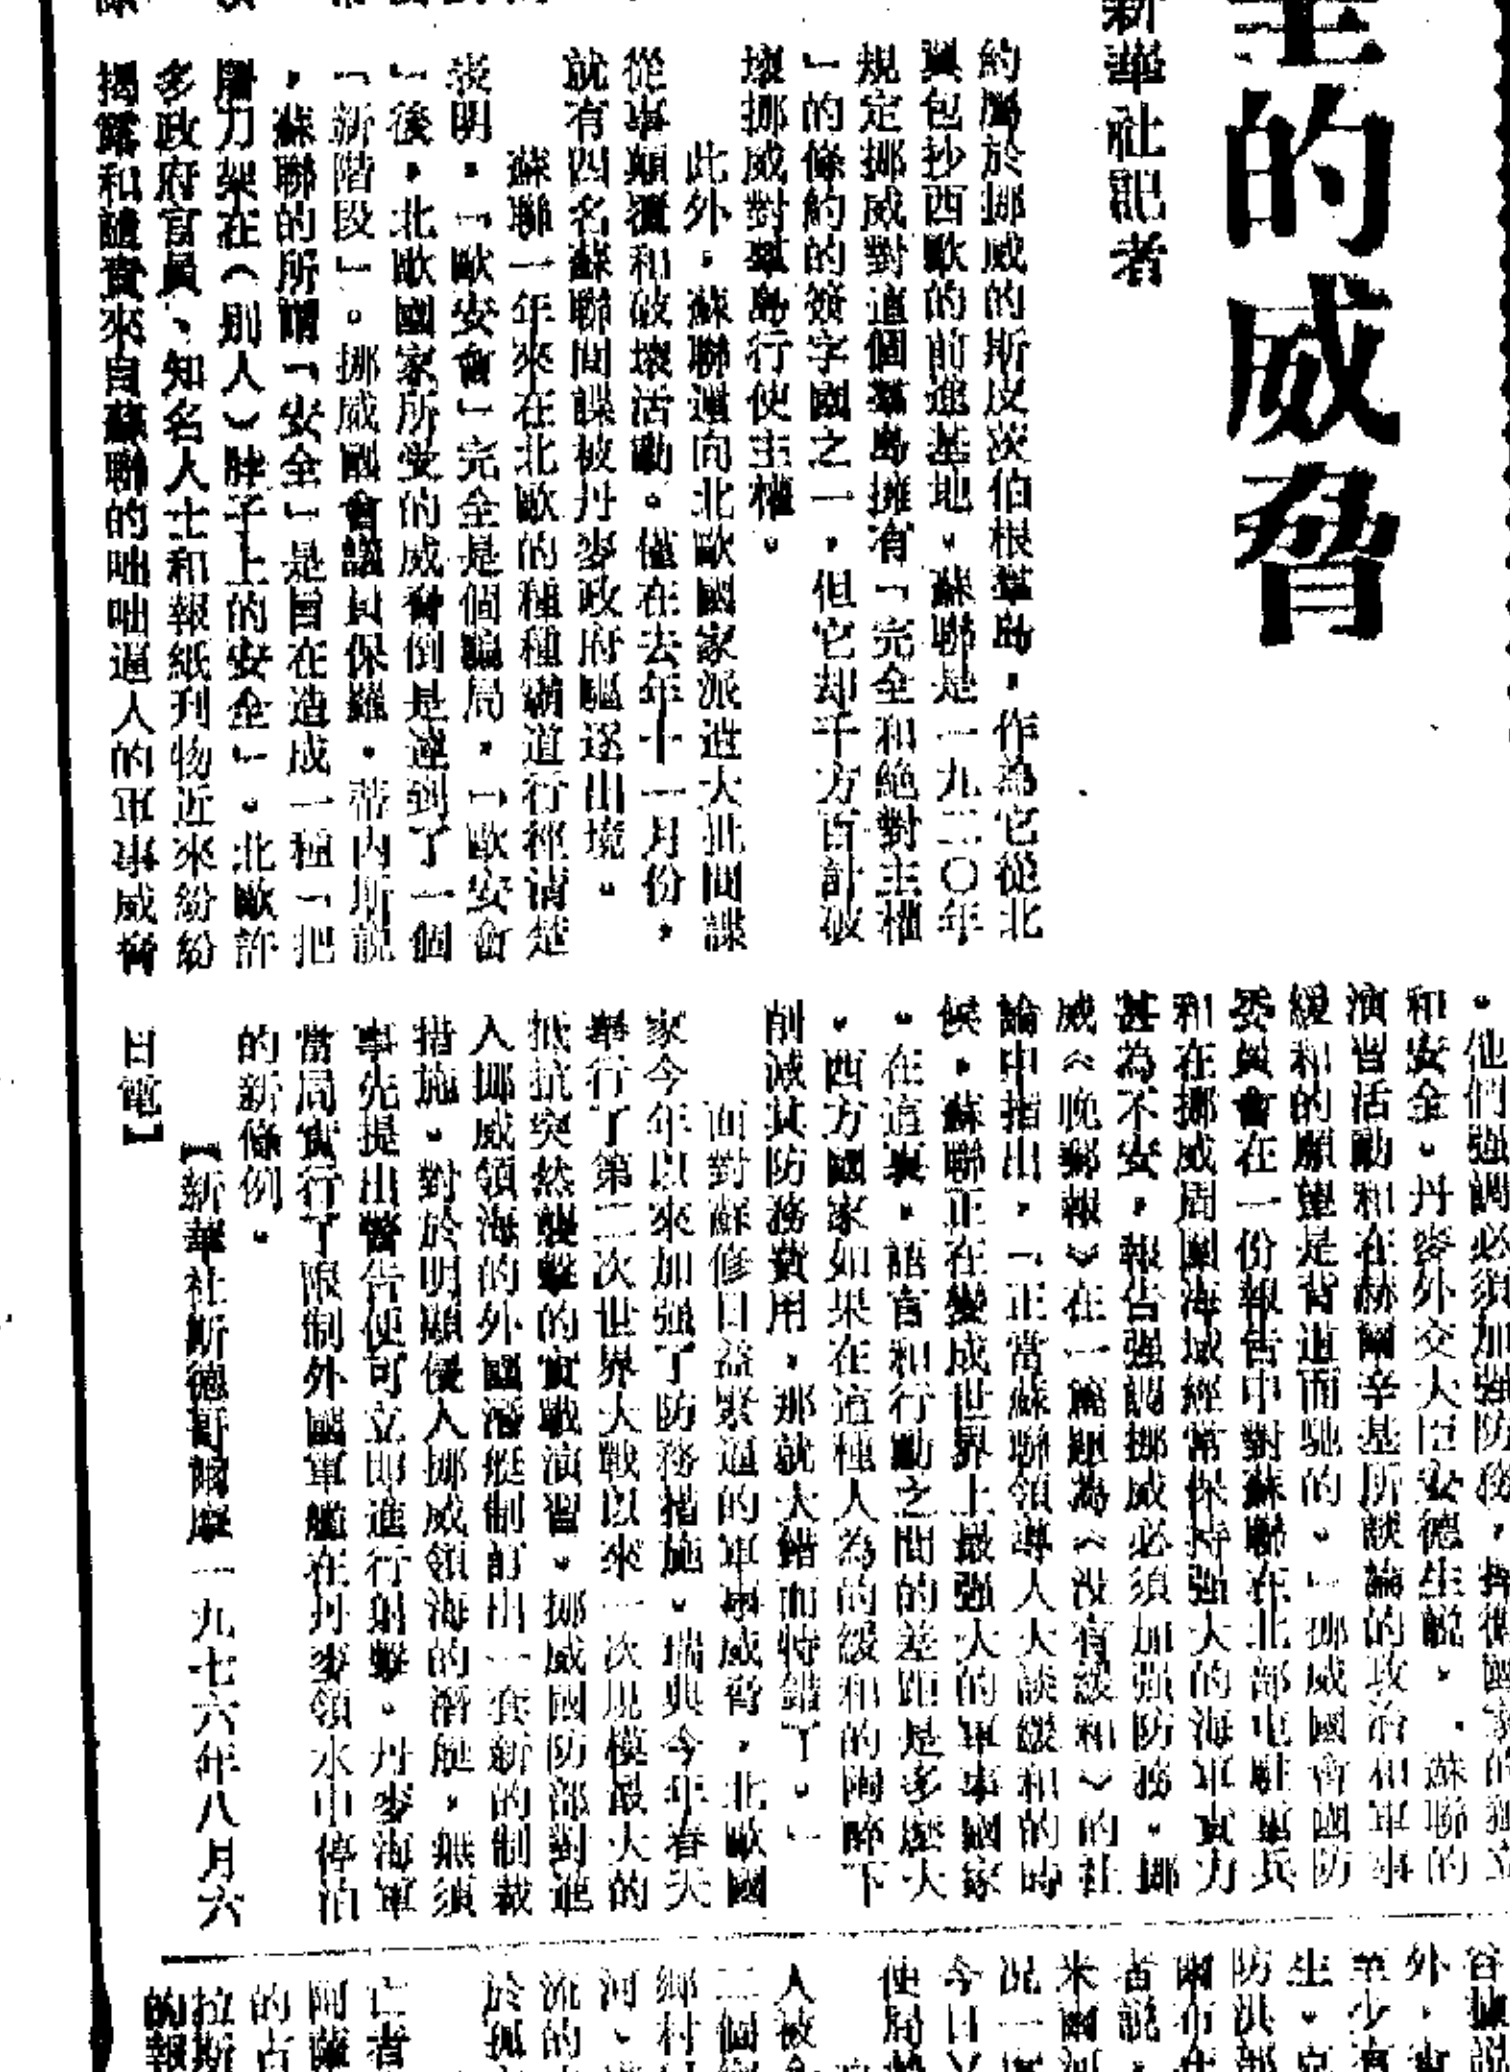 全的威脅
新華社記者
約屬於挪威的斯皮茨伯根羣島，作為它從北
翼包抄西歐的前進基地。蘇聯是一九二〇年
規定挪威對這個羣島擁有「完全和絕對主權
」的條約的簽字國之一，但它却千方百計破
壞挪威對羣島行使主權。
此外，蘇聯還向北歐國家派進大批間諜
從事顛覆和破壞活動。僅在去年十一月份，
就有四名蘇聯間諜被丹麥政府驅逐出境。
蘇聯一年來在北歐的種種霸道行徑清楚
表明，「歐安會」完全是個騙局，「歐安會
」後，北歐國家所受的威脅倒是達到了一個
「新階段」。挪威國會議員保羅·蒂內斯說
，蘇聯的所謂「安全」是旨在造成一種「把
屠刀架在（別人）脖子上的安全」。北歐許
多政府官員、知名人士和報紙刊物近來紛紛
揭露和譴責來自蘇聯的咄咄逼人的軍事威脅
。他們強調必須加強防務，捍衛國家的獨立
和安全。丹麥外交大臣安德生說，蘇聯的
演習活動和在赫爾辛基所談論的政治和軍事
緩和的願望是背道而馳的。」挪威國會國防
委員會在一份報告中對蘇聯在北部屯駐重兵
和在挪威周圍海域經常保持強大的海軍實力
甚為不安，報告强調挪威必須加强防務。挪
威《晚郵報》在一篇題為《沒有緩和》的社
論中指出，「正當蘇聯領導人大談緩和的時
候，蘇聯正在變成世界上最强大的軍事國家
。在這裏，語言和行動之間的差距是多麼大
。西方國家如果在這種人為的緩和的陶醉下
削減其防務費用，那就大錯而特錯了。」
面對蘇修日益緊逼的軍事威脅，北歐國
家今年以來加强了防務措施。瑞典今年春天
舉行了第二次世界大戰以來一次規模最大的
抵抗突然襲擊的實戰演習。挪威國防部對進
入挪威領海的外國潛艇制訂出一套新的制裁
措施。對於明顯侵入挪威領海的潛艇，無須
事先提出警告便可立即進行射擊。丹麥海軍
當局實行了限制外國軍艦在丹麥領水中停泊
的新條例。
【新華社斯德哥爾摩一九七六年八月六
日電】